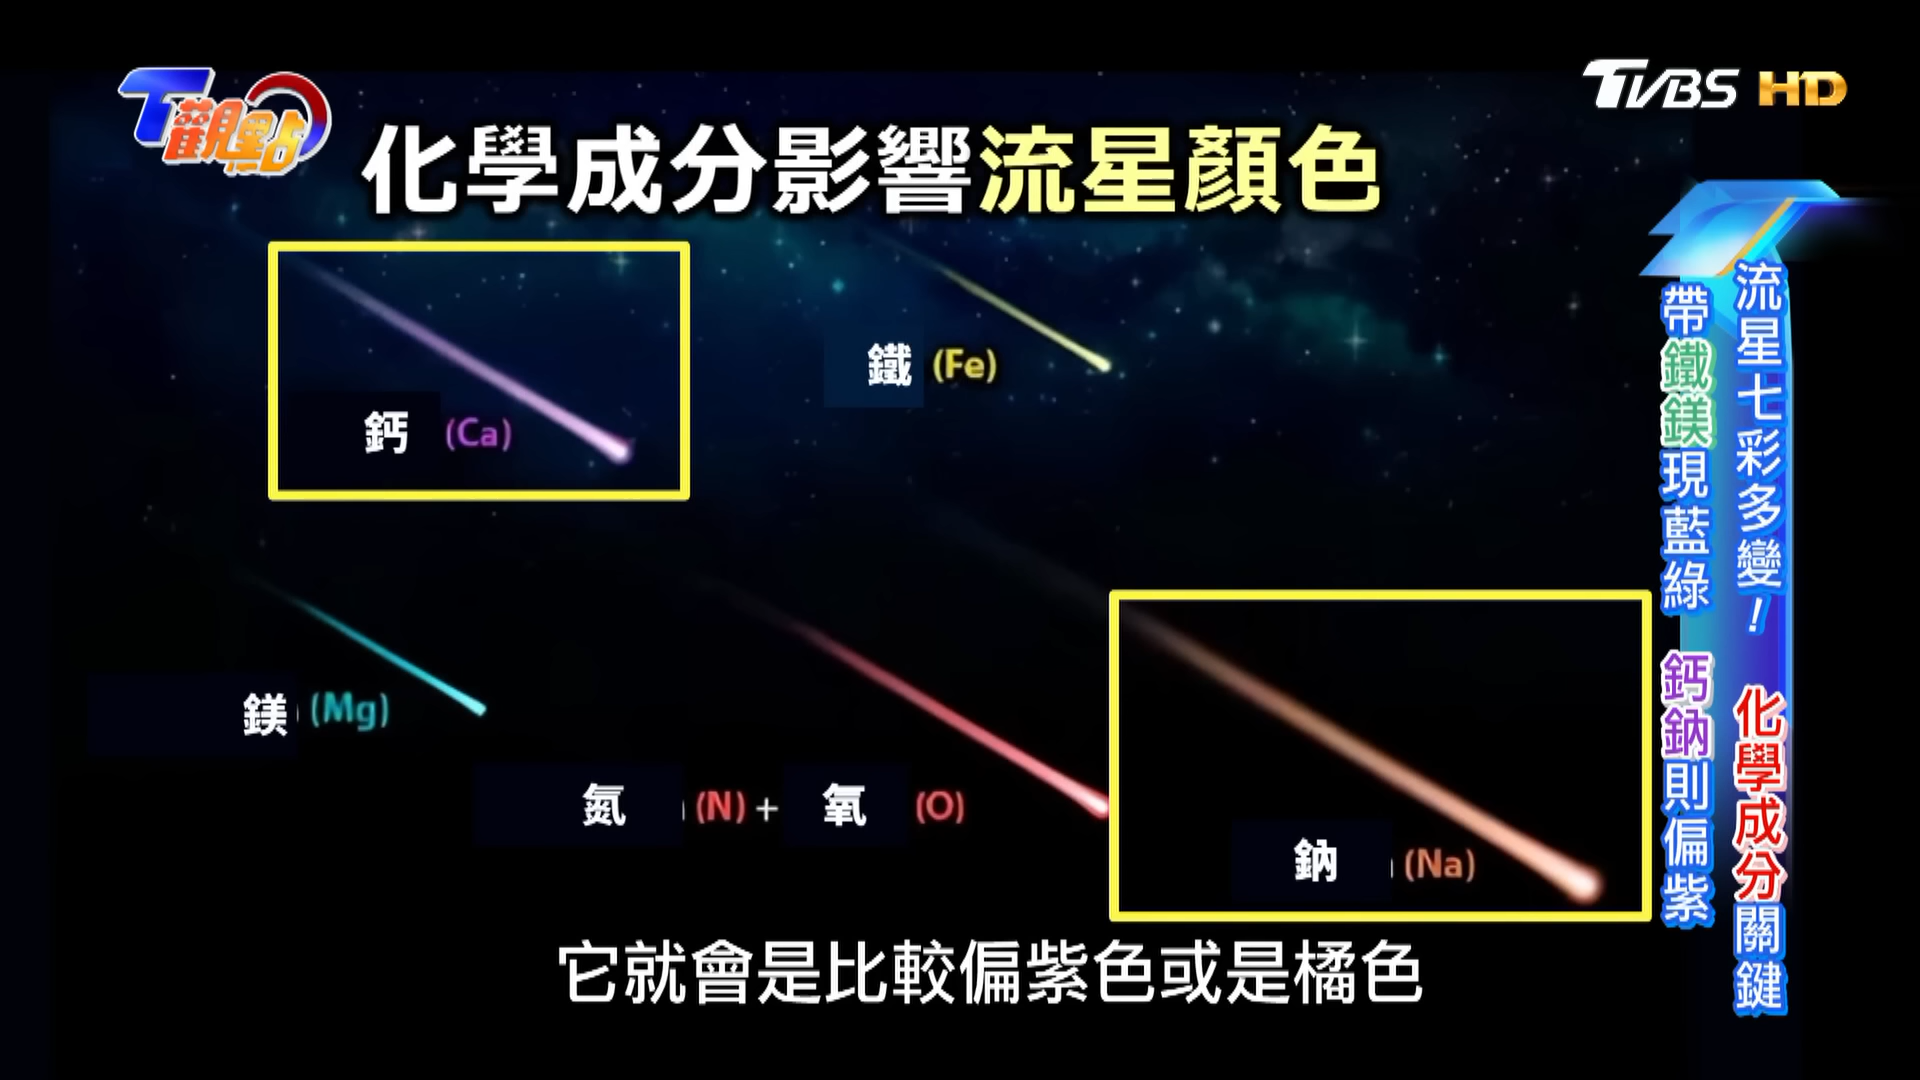 T觀點
TVBS HD
化學成分影響流星顏色
鈣 (Ca)
鐵 (Fe)
鎂 (Mg)
氮 (N) + 氧 (O)
鈉 (Na)
流星七彩多變！ 化學成分關鍵
帶鐵鎂現藍綠 鈣鈉則偏紫
它就會是比較偏紫色或是橘色